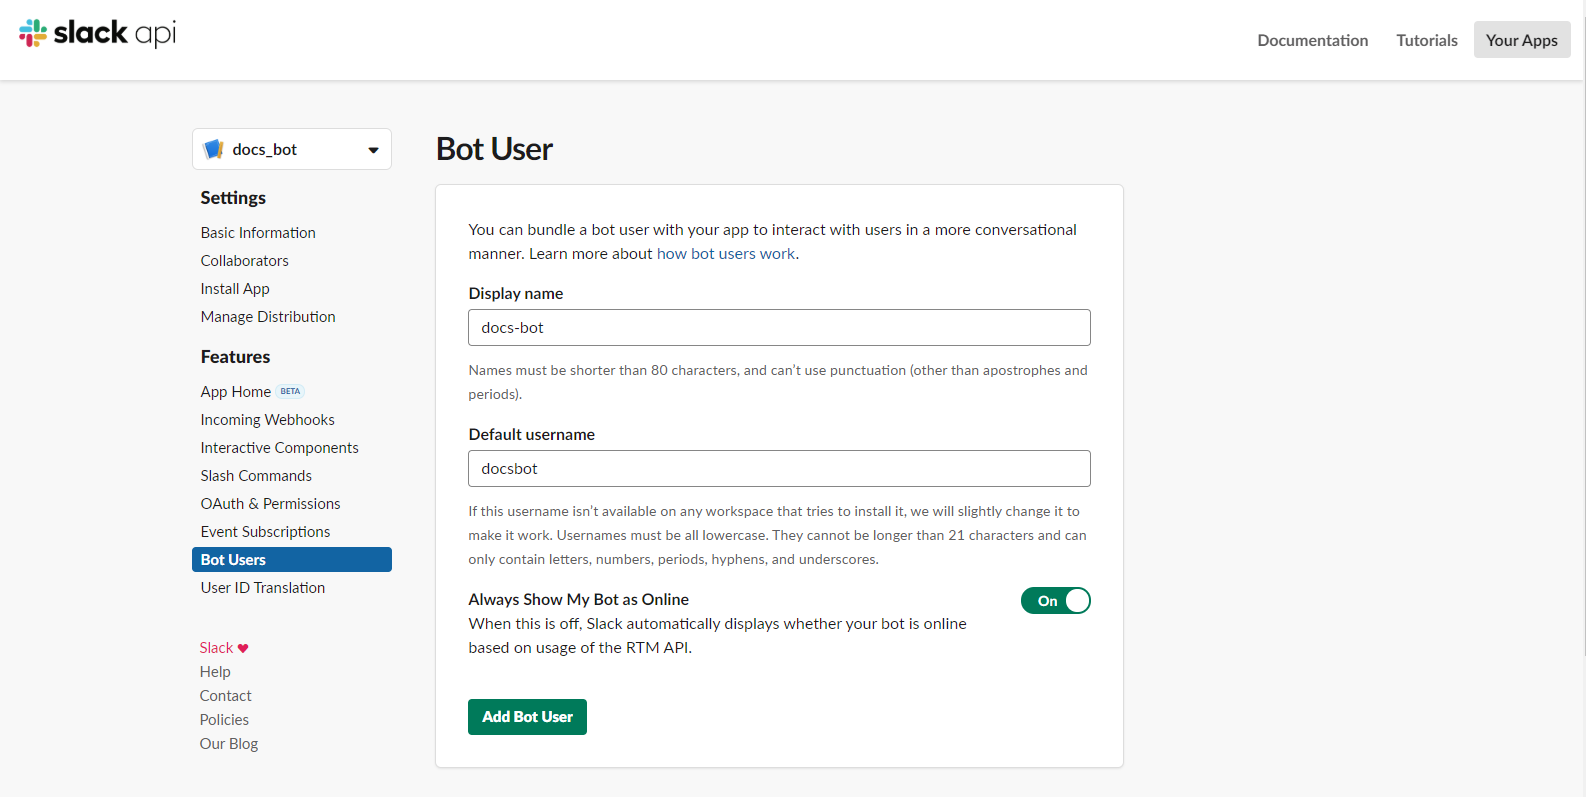 slack api
Documentation
Tutorials
Your Apps
docs_bot
Settings
Basic Information
Collaborators
Install App
Manage Distribution
Features
App Home BETA
Incoming Webhooks
Interactive Components
Slash Commands
OAuth & Permissions
Event Subscriptions
Bot Users
User ID Translation
Slack ♥
Help
Contact
Policies
Our Blog
Bot User
You can bundle a bot user with your app to interact with users in a more conversational
manner. Learn more about how bot users work.
Display name
docs-bot
Names must be shorter than 80 characters, and can’t use punctuation (other than apostrophes and
periods).
Default username
docsbot
If this username isn’t available on any workspace that tries to install it, we will slightly change it to
make it work. Usernames must be all lowercase. They cannot be longer than 21 characters and can
only contain letters, numbers, periods, hyphens, and underscores.
Always Show My Bot as Online
On
When this is off, Slack automatically displays whether your bot is online
based on usage of the RTM API.
Add Bot User